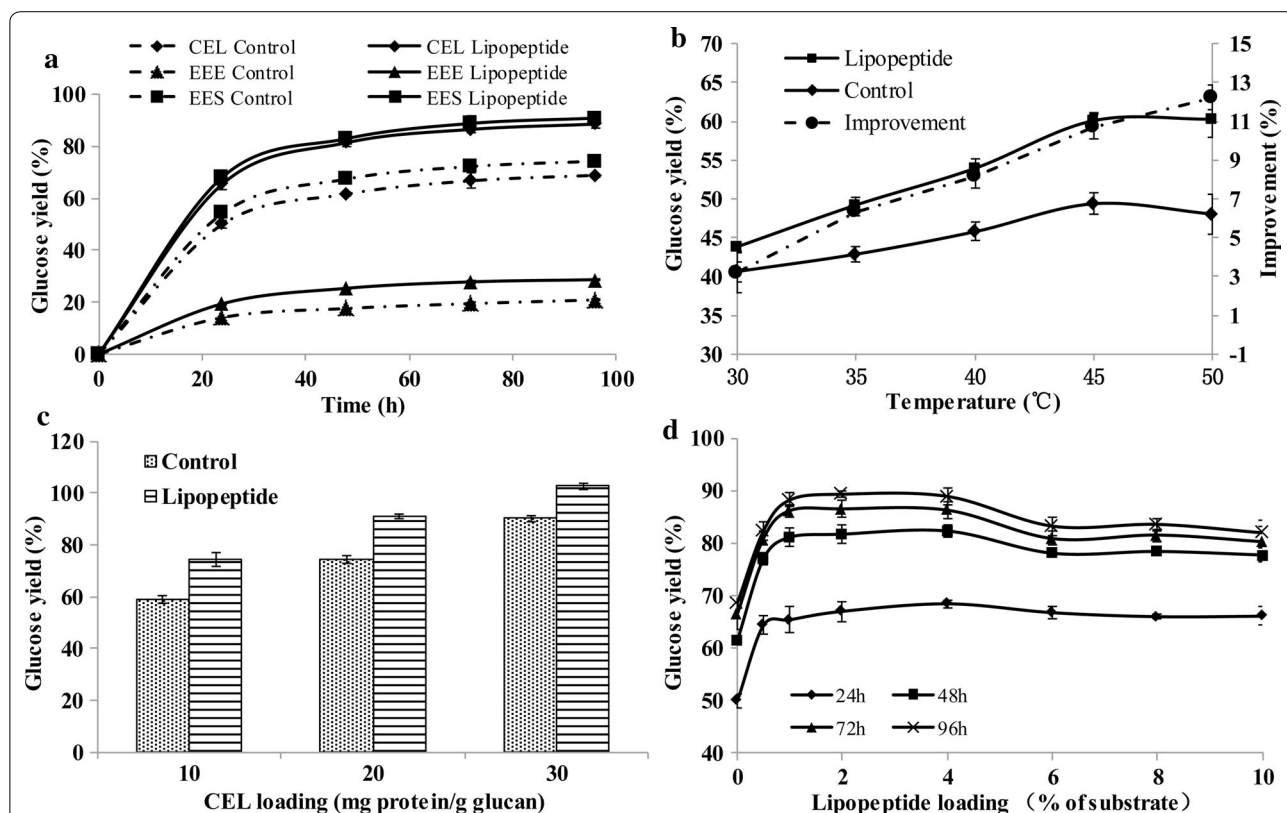 a
CEL Control
CEL Lipopeptide
EEE Control
EEE Lipopeptide
EES Control
EES Lipopeptide
100
80
60
40
20
0
Glucose yield (%)
0 20 40 60 80 100
Time (h)
b
Lipopeptide
Control
Improvement
70
65
60
55
50
45
40
35
30
Glucose yield (%)
15
13
11
9
7
5
3
1
-1
Improvement (%)
30 35 40 45 50
Temperature (℃)
c
Control
Lipopeptide
120
100
80
60
40
20
0
Glucose yield (%)
10 20 30
CEL loading (mg protein/g glucan)
d
100
90
80
70
60
50
40
Glucose yield (%)
24h
48h
72h
96h
0 2 4 6 8 10
Lipopeptide loading （% of substrate）